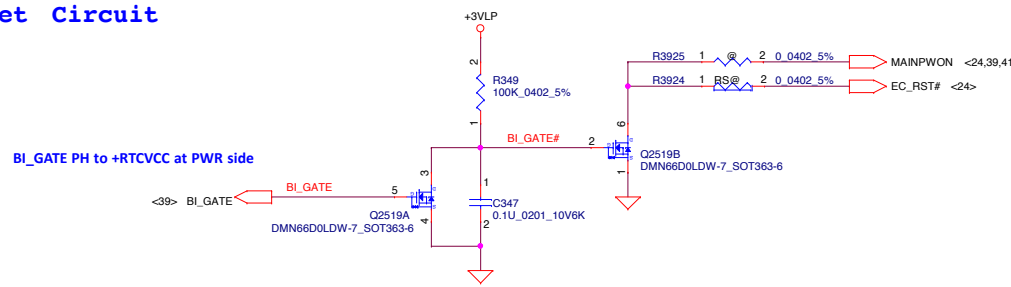 et Circuit
+3VLP
2
R349
100K_0402_5%
1
R3925 1 @ 2 0_0402_5% MAINPWON <24,39,41
R3924 1 RS@ 2 0_0402_5% EC_RST# <24>
BI_GATE#
2
6
Q2519B
DMN66D0LDW-7_SOT363-6
1
BI_GATE PH to +RTCVCC at PWR side
<39> BI_GATE
BI_GATE
5
3
Q2519A
DMN66D0LDW-7_SOT363-6
4
1
C347
0.1U_0201_10V6K
2